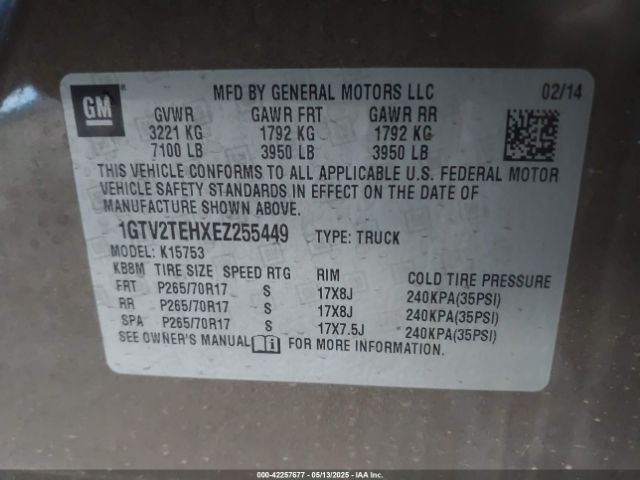 GM
MFD BY GENERAL MOTORS LLC 02/14
GVWR GAWR FRT GAWR RR
3221 KG 1792 KG 1792 KG
7100 LB 3950 LB 3950 LB
THIS VEHICLE CONFORMS TO ALL APPLICABLE U.S. FEDERAL MOTOR
VEHICLE SAFETY STANDARDS IN EFFECT ON THE DATE OF
MANUFACTURE SHOWN ABOVE.
1GTV2TEHXEZ255449 TYPE: TRUCK
MODEL: K15753
KB8M TIRE SIZE SPEED RTG RIM COLD TIRE PRESSURE
FRT P265/70R17 S 17X8J 240KPA(35PSI)
RR P265/70R17 S 17X8J 240KPA(35PSI)
SPA P265/70R17 S 17X7.5J 240KPA(35PSI)
SEE OWNER'S MANUAL FOR MORE INFORMATION.
000-42257677 - 05/13/2025 - IAAI, Inc.